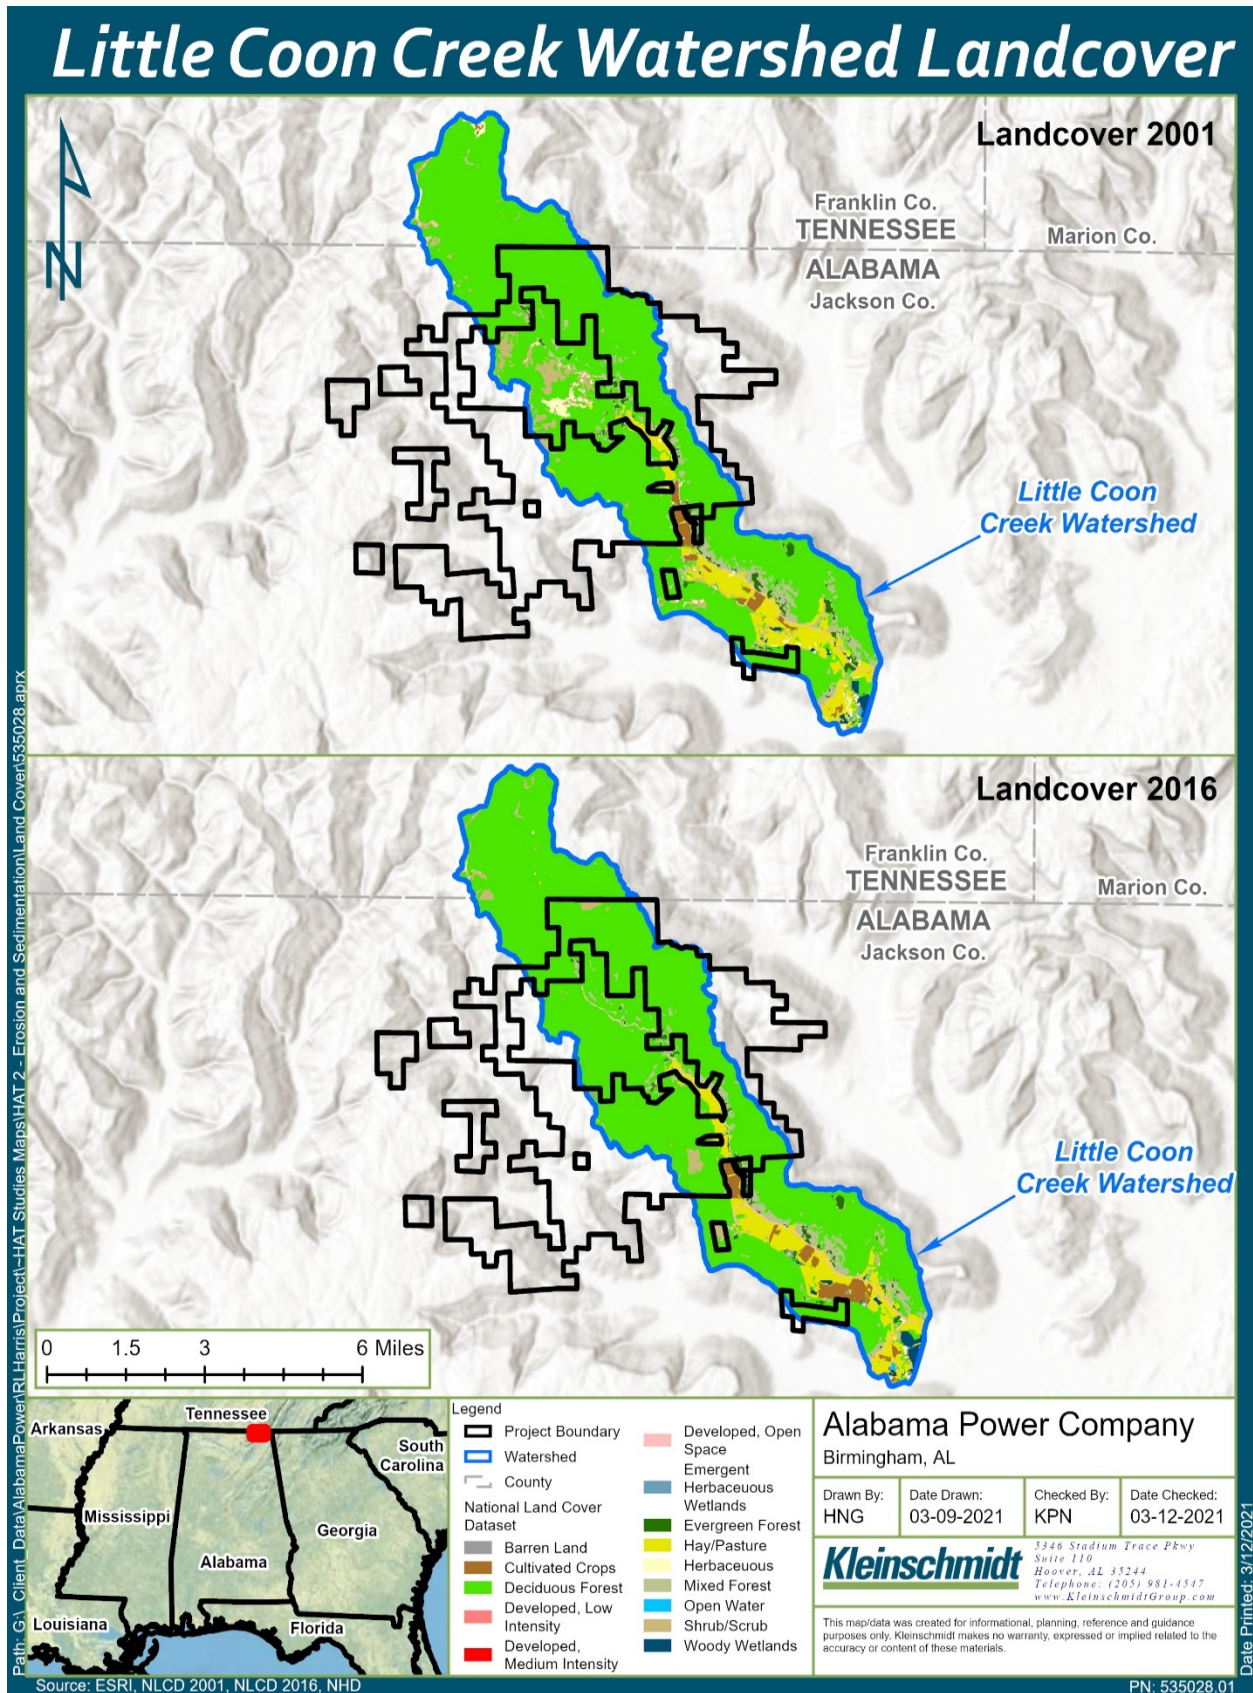 Little Coon Creek Watershed Landcover
Landcover 2001
Franklin Co.
TENNESSEE
Marion Co.
ALABAMA
Jackson Co.
N
Little Coon
Creek Watershed
Landcover 2016
Franklin Co.
TENNESSEE
Marion Co.
ALABAMA
Jackson Co.
Little Coon
Creek Watershed
0 1.5 3 6 Miles
Arkansas
Tennessee
South
Carolina
Mississippi
Georgia
Alabama
Louisiana
Florida
Legend
Project Boundary
Watershed
County
National Land Cover
Dataset
Barren Land
Cultivated Crops
Deciduous Forest
Developed, Low
Intensity
Developed,
Medium Intensity
Developed, Open
Space
Emergent
Herbaceous
Wetlands
Evergreen Forest
Hay/Pasture
Herbaceuous
Mixed Forest
Open Water
Shrub/Scrub
Woody Wetlands
Alabama Power Company
Birmingham, AL
Drawn By:
HNG
Date Drawn:
03-09-2021
Checked By:
KPN
Date Checked:
03-12-2021
Kleinschmidt
5346 Stadium Trace Pkwy
Suite 110
Hoover, AL 35244
Telephone: (205) 981-4547
www.KleinschmidtGroup.com
This map/data was created for informational, planning, reference and guidance
purposes only. Kleinschmidt makes no warranty, expressed or implied related to the
accuracy or content of these materials.
Path: G:\_Client_Data\AlabamaPower\RLHarris\Project\~HAT Studies Maps\HAT 2 - Erosion and Sedimentation\Land Cover\535028.aprx
Date Printed: 3/12/2021
Source: ESRI, NLCD 2001, NLCD 2016, NHD
PN: 535028.01